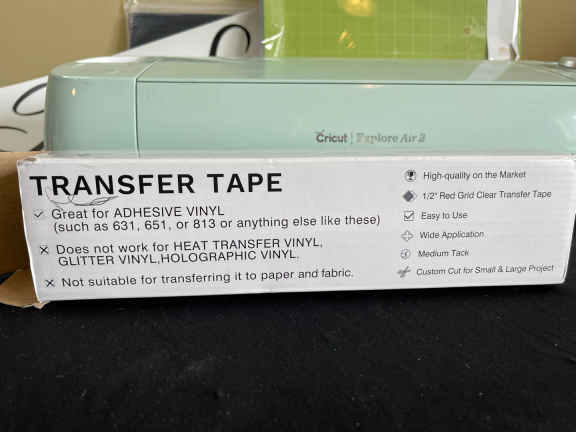 Cricut | Explore Air 2
TRANSFER TAPE
Great for ADHESIVE VINYL
(such as 631, 651, or 813 or anything else like these)
Does not work for HEAT TRANSFER VINYL,
GLITTER VINYL,HOLOGRAPHIC VINYL.
Not suitable for transferring it to paper and fabric.
High-quality on the Market
1/2" Red Grid Clear Transfer Tape
Easy to Use
Wide Application
Medium Tack
Custom Cut for Small & Large Project